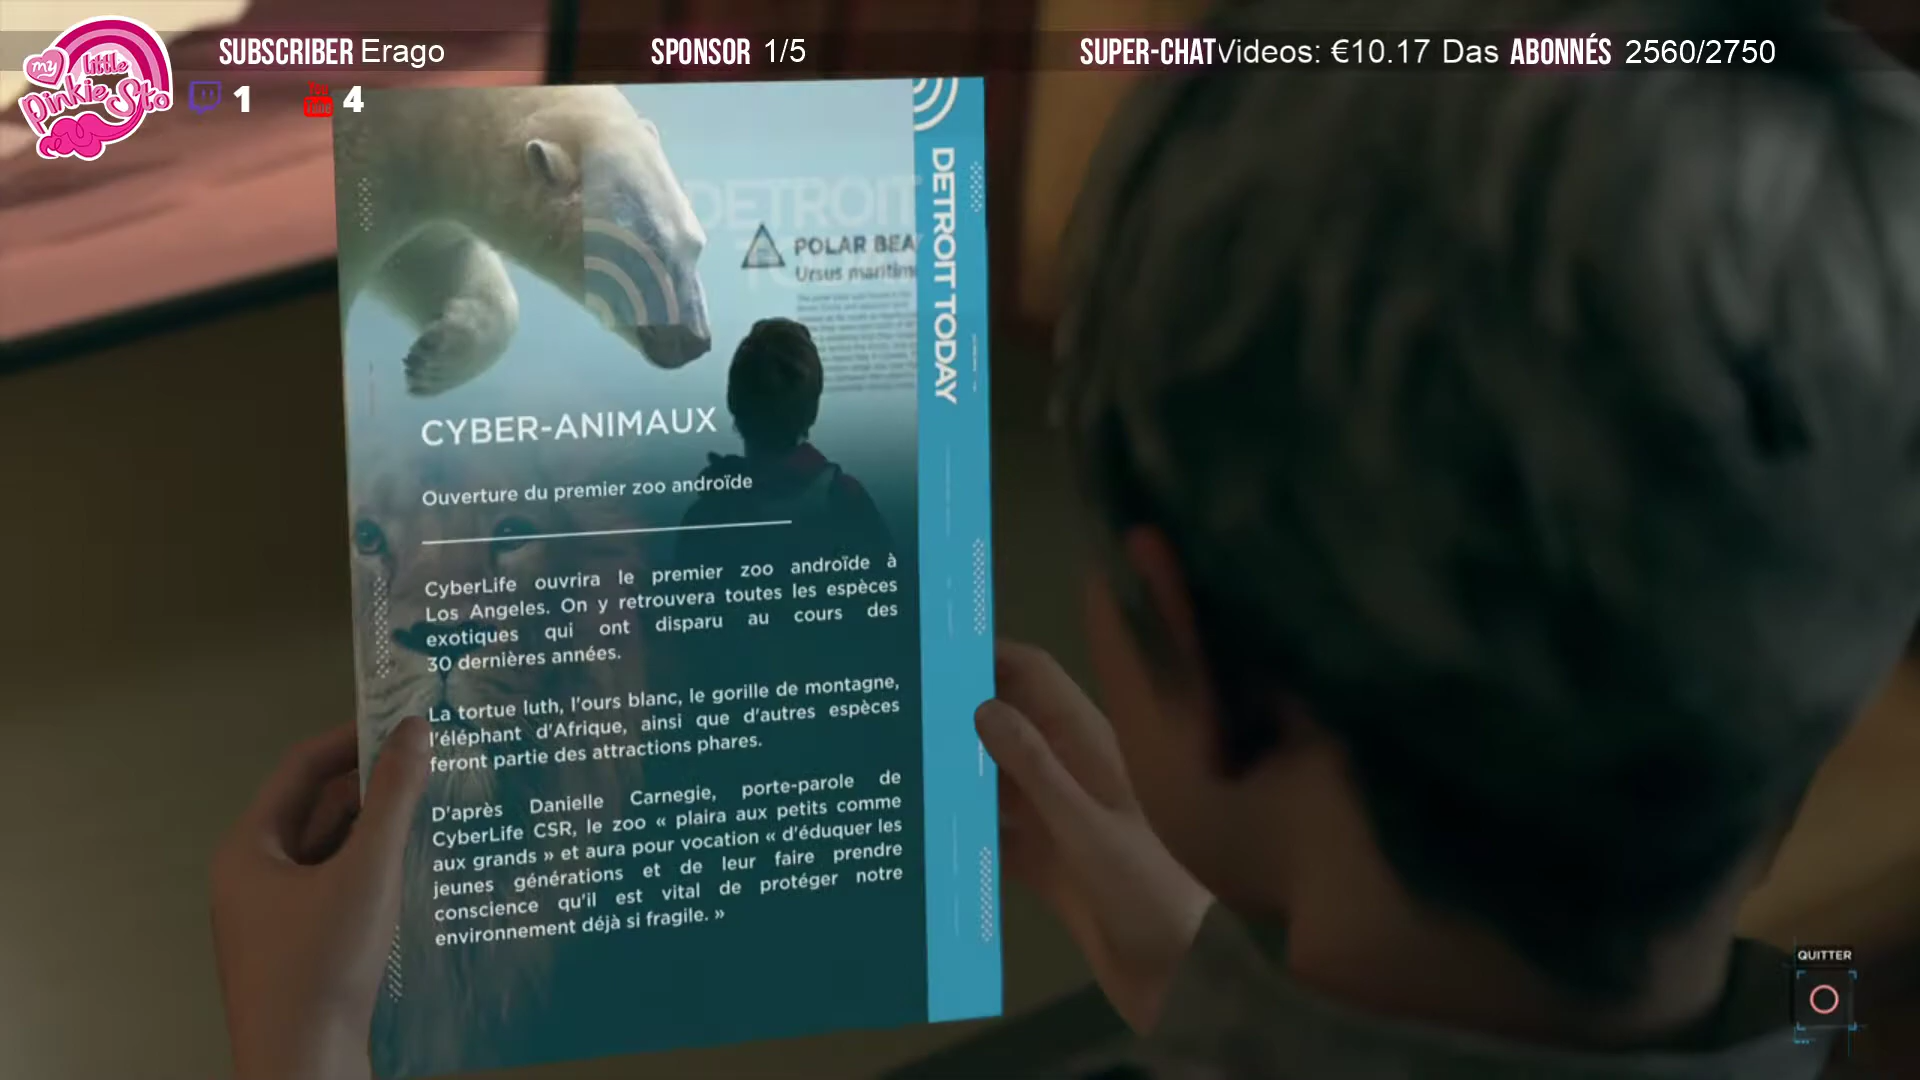 my little PinkieSto
SUBSCRIBER Erago
SPONSOR 1/5
SUPER-CHAT Videos: €10.17 Das
ABONNÉS 2560/2750
1
You Tube 4
DETROIT TODAY
DETROIT
POLAR BEA
Ursus maritim
CYBER-ANIMAUX
Ouverture du premier zoo androïde
CyberLife ouvrira le premier zoo androïde à
Los Angeles. On y retrouvera toutes les espèces
exotiques qui ont disparu au cours des
30 dernières années.
La tortue luth, l'ours blanc, le gorille de montagne,
l'éléphant d'Afrique, ainsi que d'autres espèces
feront partie des attractions phares.
D'après Danielle Carnegie, porte-parole de
CyberLife CSR, le zoo « plaira aux petits comme
aux grands » et aura pour vocation « d'éduquer les
jeunes générations et de leur faire prendre
conscience qu'il est vital de protéger notre
environnement déjà si fragile. »
QUITTER